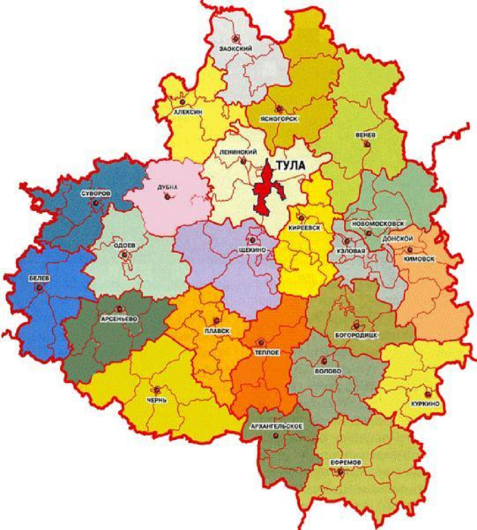 ЗАОКСКИЙ
АЛЕКСИН
ЯСНОГОРСК
ВЕНЕВ
ЛЕНИНСКИЙ
ТУЛА
ДУБНА
СУВОРОВ
КИРЕЕВСК
НОВОМОСКОВСК
ДОНСКОЙ
ОДОЕВ
ЩЕКИНО
УЗЛОВАЯ
КИМОВСК
БЕЛЕВ
АРСЕНЬЕВО
ПЛАВСК
БОГОРОДИЦК
ТЕПЛОЕ
ВОЛОВО
ЧЕРНЬ
КУРКИНО
АРХАНГЕЛЬСКОЕ
ЕФРЕМОВ